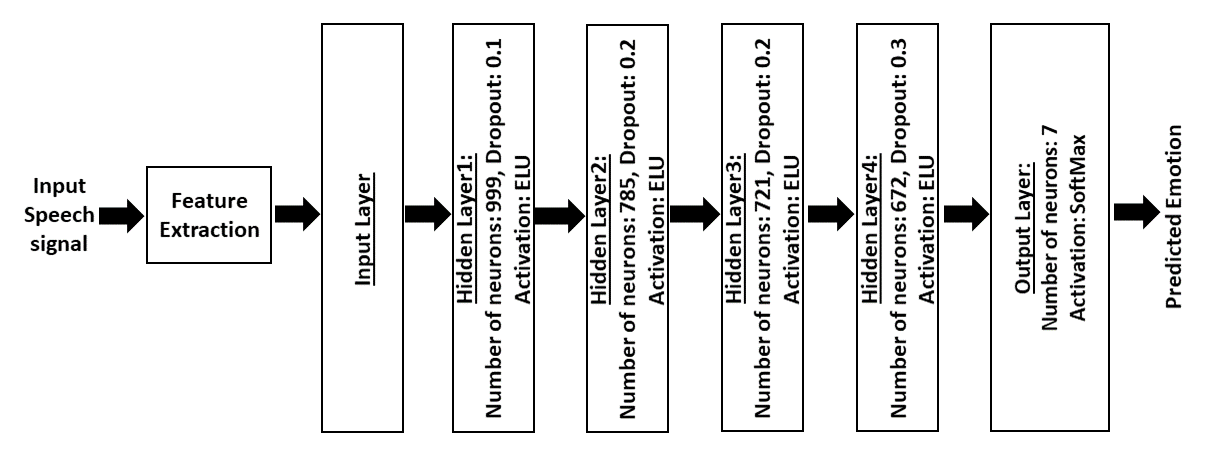 Input
Speech
signal
Feature
Extraction
Input Layer
Hidden Layer1:
Number of neurons: 999, Dropout: 0.1
Activation: ELU
Hidden Layer2:
Number of neurons: 785, Dropout: 0.2
Activation: ELU
Hidden Layer3:
Number of neurons: 721, Dropout: 0.2
Activation: ELU
Hidden Layer4:
Number of neurons: 672, Dropout: 0.3
Activation: ELU
Output Layer:
Number of neurons: 7
Activation: SoftMax
Predicted Emotion